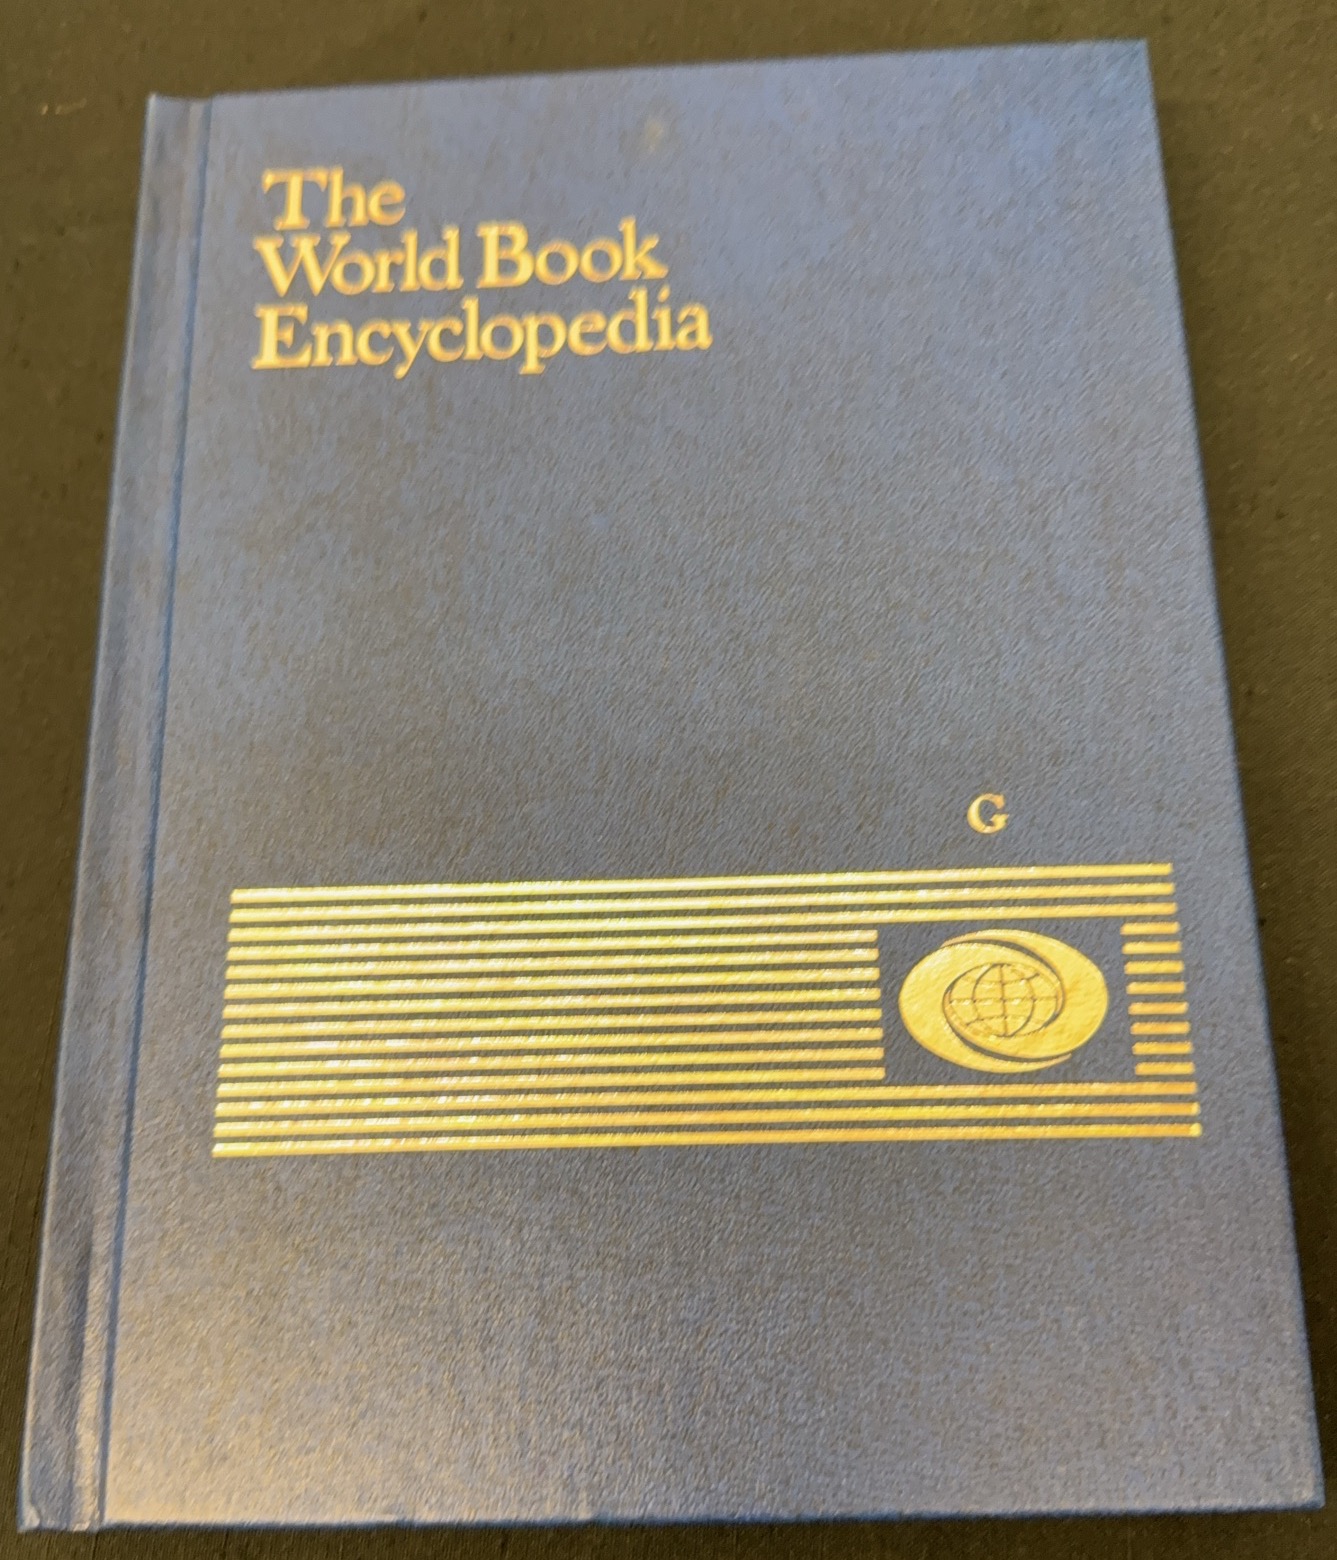 The
World Book
Encyclopedia
G